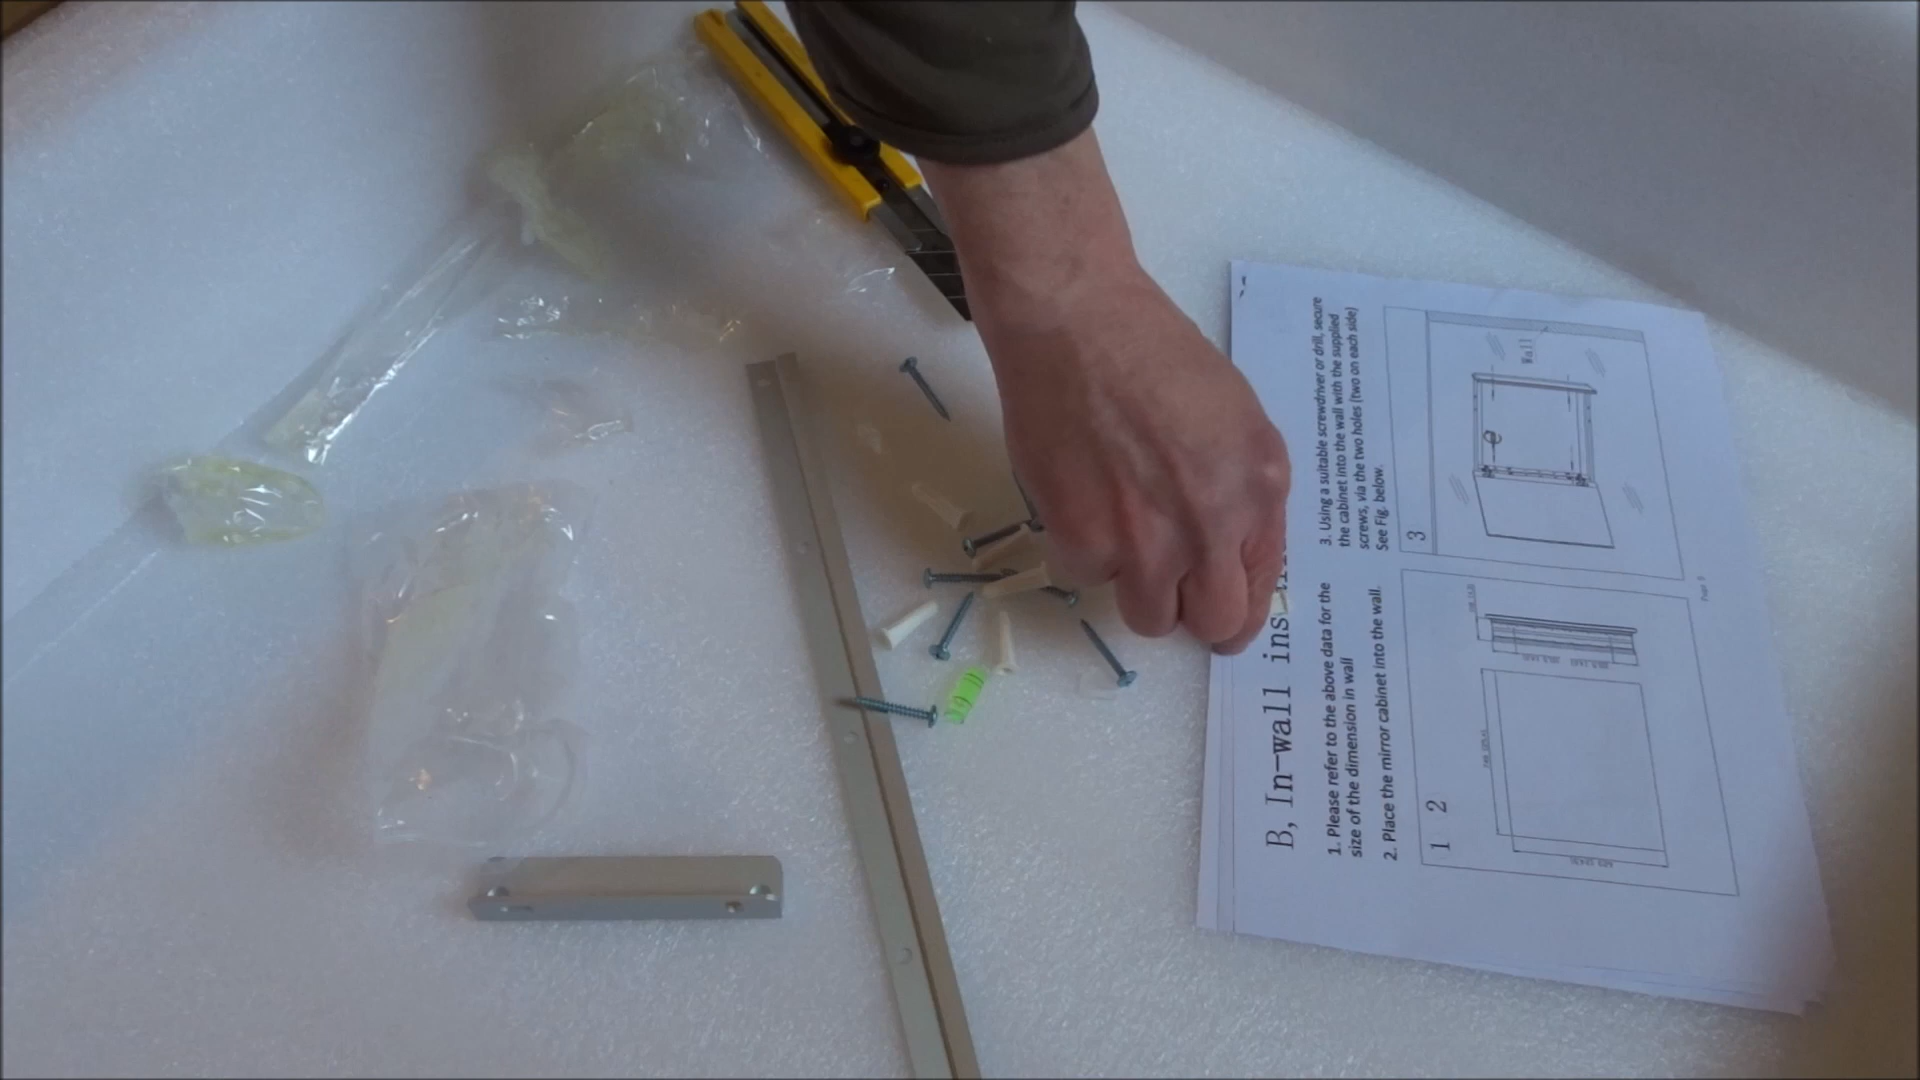 B, In-wall ins
1. Please refer to the above data for the
size of the dimension in wall
2. Place the mirror cabinet into the wall.
1 2
3. Using a suitable screwdriver or drill, secure
the cabinet into the wall with the supplied
screws, via the two holes (two on each side)
See Fig. below.
3
Wall